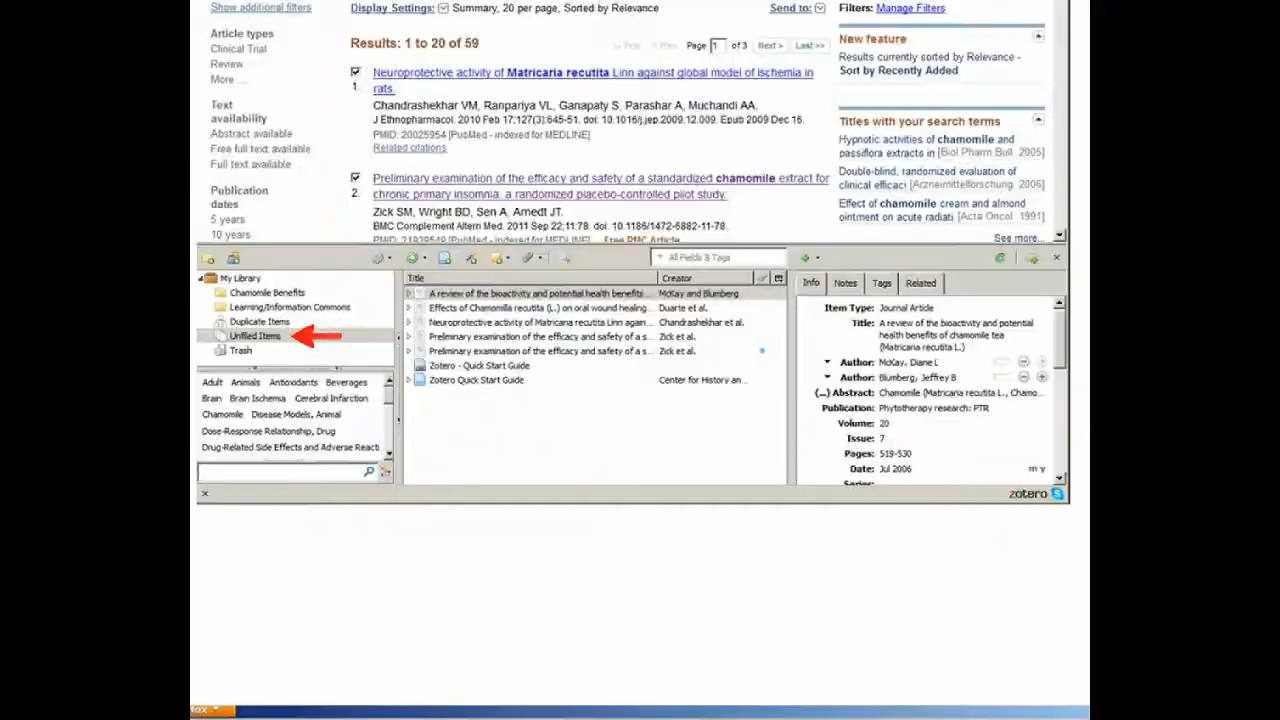 Show additional filters
Article types
Clinical Trial
Review
More ...
Text
availability
Abstract available
Free full text available
Full text available
Publication
dates
5 years
10 years
Display Settings: Summary, 20 per page, Sorted by Relevance
Send to:
Results: 1 to 20 of 59
<< First < Prev Page 1 of 3 Next > Last >>
Neuroprotective activity of Matricaria recutita Linn against global model of ischemia in
1. rats.
Chandrashekhar VM, Ranpariya VL, Ganapaty S, Parashar A, Muchandi AA.
J Ethnopharmacol. 2010 Feb 17;127(3):645-51. doi: 10.1016/j.jep.2009.12.009. Epub 2009 Dec 16.
PMID: 20025954 [PubMed - indexed for MEDLINE]
Related citations
Preliminary examination of the efficacy and safety of a standardized chamomile extract for
2. chronic primary insomnia: a randomized placebo-controlled pilot study.
Zick SM, Wright BD, Sen A, Arnedt JT.
BMC Complement Altern Med. 2011 Sep 22;11:78. doi: 10.1186/1472-6882-11-78.
PMID: 21939549 [PubMed - indexed for MEDLINE] Free PMC Article
Filters: Manage Filters
New feature
Results currently sorted by Relevance -
Sort by Recently Added
Titles with your search terms
Hypnotic activities of chamomile and
passiflora extracts in [Biol Pharm Bull. 2005]
Double-blind, randomized evaluation of
clinical efficac [Arzneimittelforschung. 2006]
Effect of chamomile cream and almond
ointment on acute radiati [Acta Oncol. 1991]
See more...
All Fields & Tags
My Library
Chamomile Benefits
Learning/Information Commons
Duplicate Items
Unfiled Items
Trash
Adult Animals Antioxidants Beverages
Brain Brain Ischemia Cerebral Infarction
Chamomile Disease Models, Animal
Dose-Response Relationship, Drug
Drug-Related Side Effects and Adverse Reacti
Title Creator
A review of the bioactivity and potential health benefits... McKay and Blumberg
Effects of Chamomilla recutita (L.) on oral wound healing... Duarte et al.
Neuroprotective activity of Matricaria recutita Linn again... Chandrashekhar et al.
Preliminary examination of the efficacy and safety of a s... Zick et al.
Preliminary examination of the efficacy and safety of a s... Zick et al.
Zotero - Quick Start Guide
Zotero Quick Start Guide Center for History an...
Info Notes Tags Related
Item Type: Journal Article
Title: A review of the bioactivity and potential
health benefits of chamomile tea
(Matricaria recutita L.)
Author: McKay, Diane L
Author: Blumberg, Jeffrey B
(...) Abstract: Chamomile (Matricaria recutita L., Chamo...
Publication: Phytotherapy research: PTR
Volume: 20
Issue: 7
Pages: 519-530
Date: Jul 2006 m y
Series:
zotero